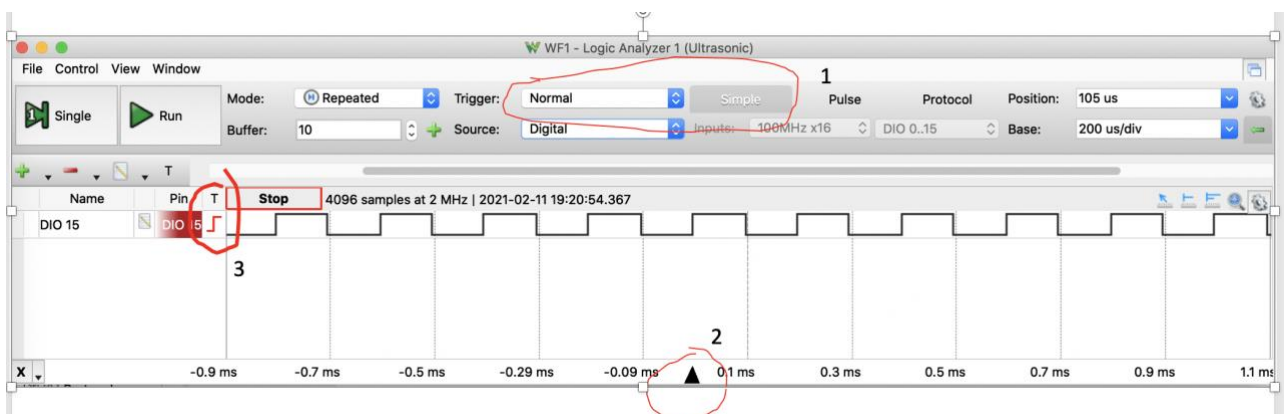 WF1 - Logic Analyzer 1 (Ultrasonic)
File Control View Window
1
Single
Run
Mode: Repeated Trigger: Normal Simple Pulse Protocol Position: 105 us
Buffer: 10 Source: Digital Inputs: 100MHz x16 DIO 0..15 Base: 200 us/div
T
Name Pin T Stop 4096 samples at 2 MHz | 2021-02-11 19:20:54.367
DIO 15 DIO 15
3
2
X -0.9 ms -0.7 ms -0.5 ms -0.29 ms -0.09 ms 0.1 ms 0.3 ms 0.5 ms 0.7 ms 0.9 ms 1.1 ms